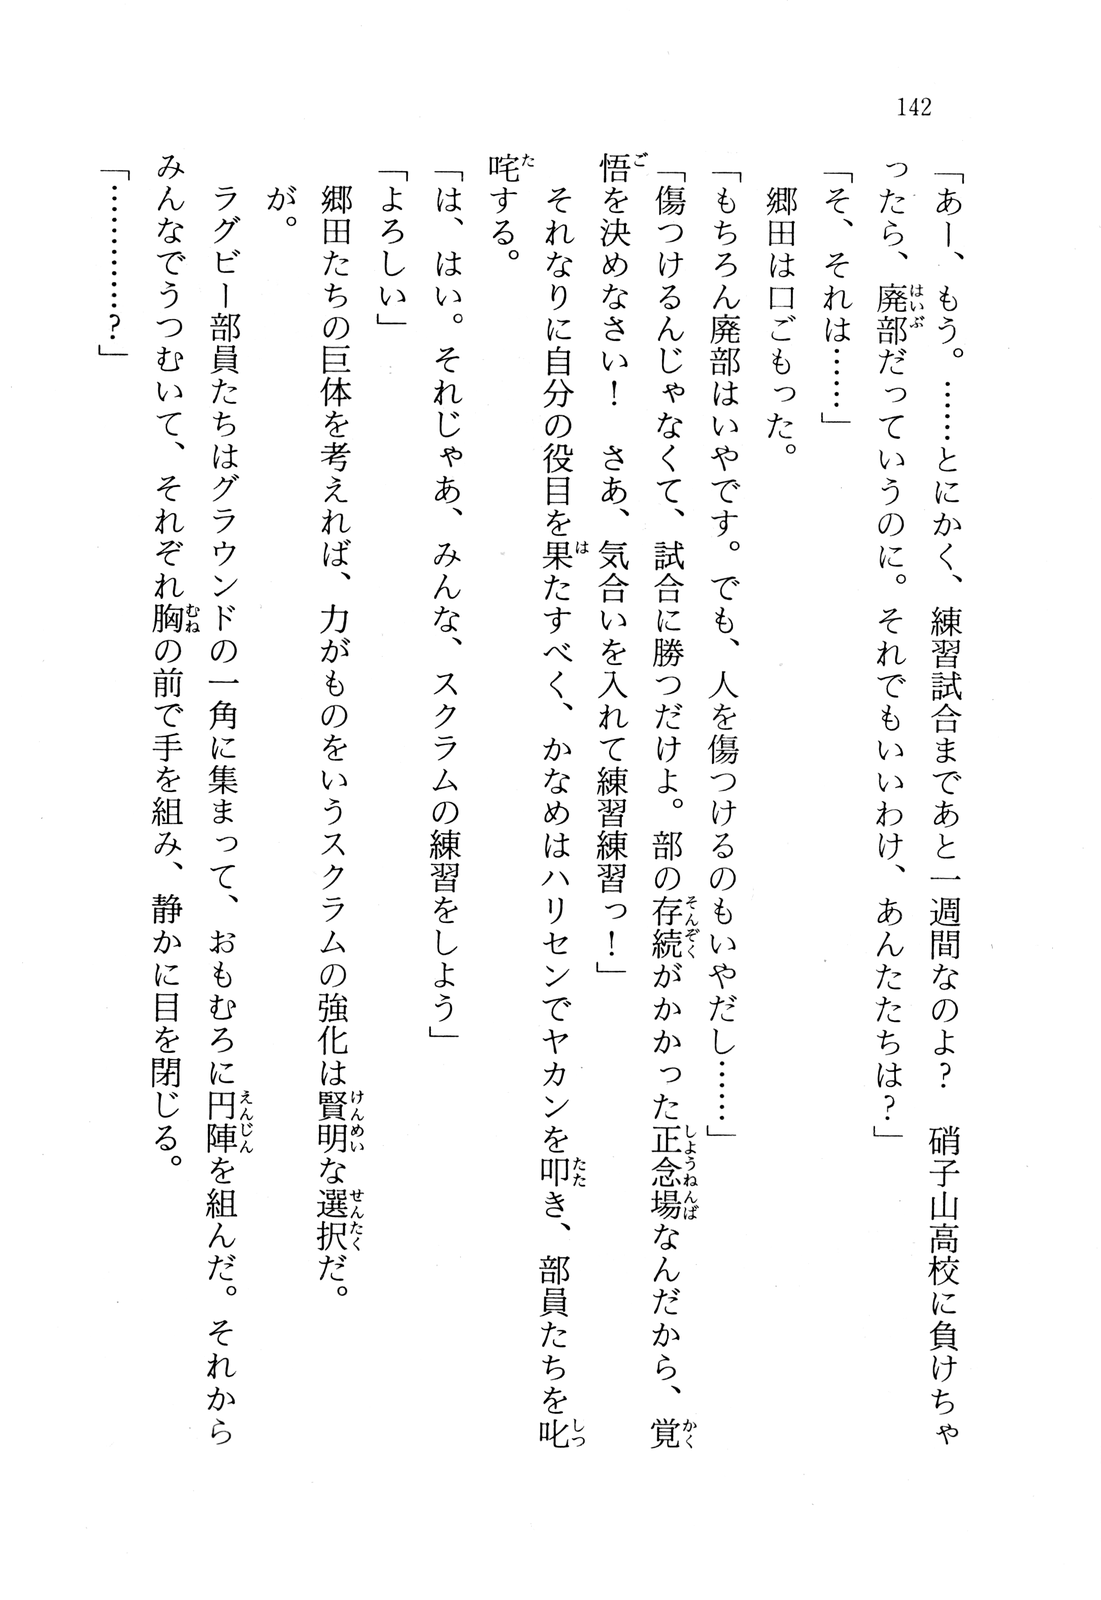 142
「あー、もう。……とにかく、練習試合まであと一週間なのよ？　硝子山高校に負けちゃ
ったら、廃部だっていうのに。それでもいいわけ、あんたたちは？」
「そ、それは……」
　郷田は口ごもった。
「もちろん廃部はいやです。でも、人を傷つけるのもいやだし……」
「傷つけるんじゃなくて、試合に勝つだけよ。部の存続がかかった正念場なんだから、覚
悟を決めなさい！　さあ、気合いを入れて練習練習っ！」
　それなりに自分の役目を果たすべく、かなめはハリセンでヤカンを叩き、部員たちを叱
咤する。
「は、はい。それじゃあ、みんな、スクラムの練習をしよう」
「よろしい」
　郷田たちの巨体を考えれば、力がものをいうスクラムの強化は賢明な選択だ。
　が。
　ラグビー部員たちはグラウンドの一角に集まって、おもむろに円陣を組んだ。それから
みんなでうつむいて、それぞれ胸の前で手を組み、静かに目を閉じる。
「…………？」